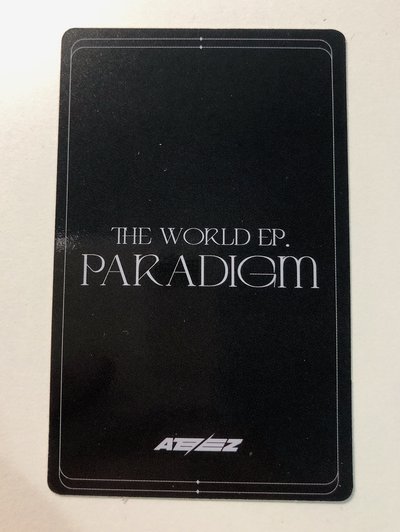 THE WORLD EP.
PARADIGM
ATEEZ